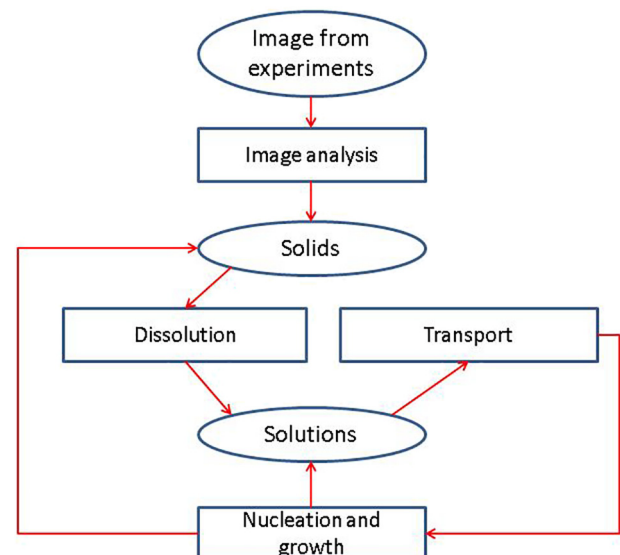 Image from
experiments
Image analysis
Solids
Dissolution
Transport
Solutions
Nucleation and
growth